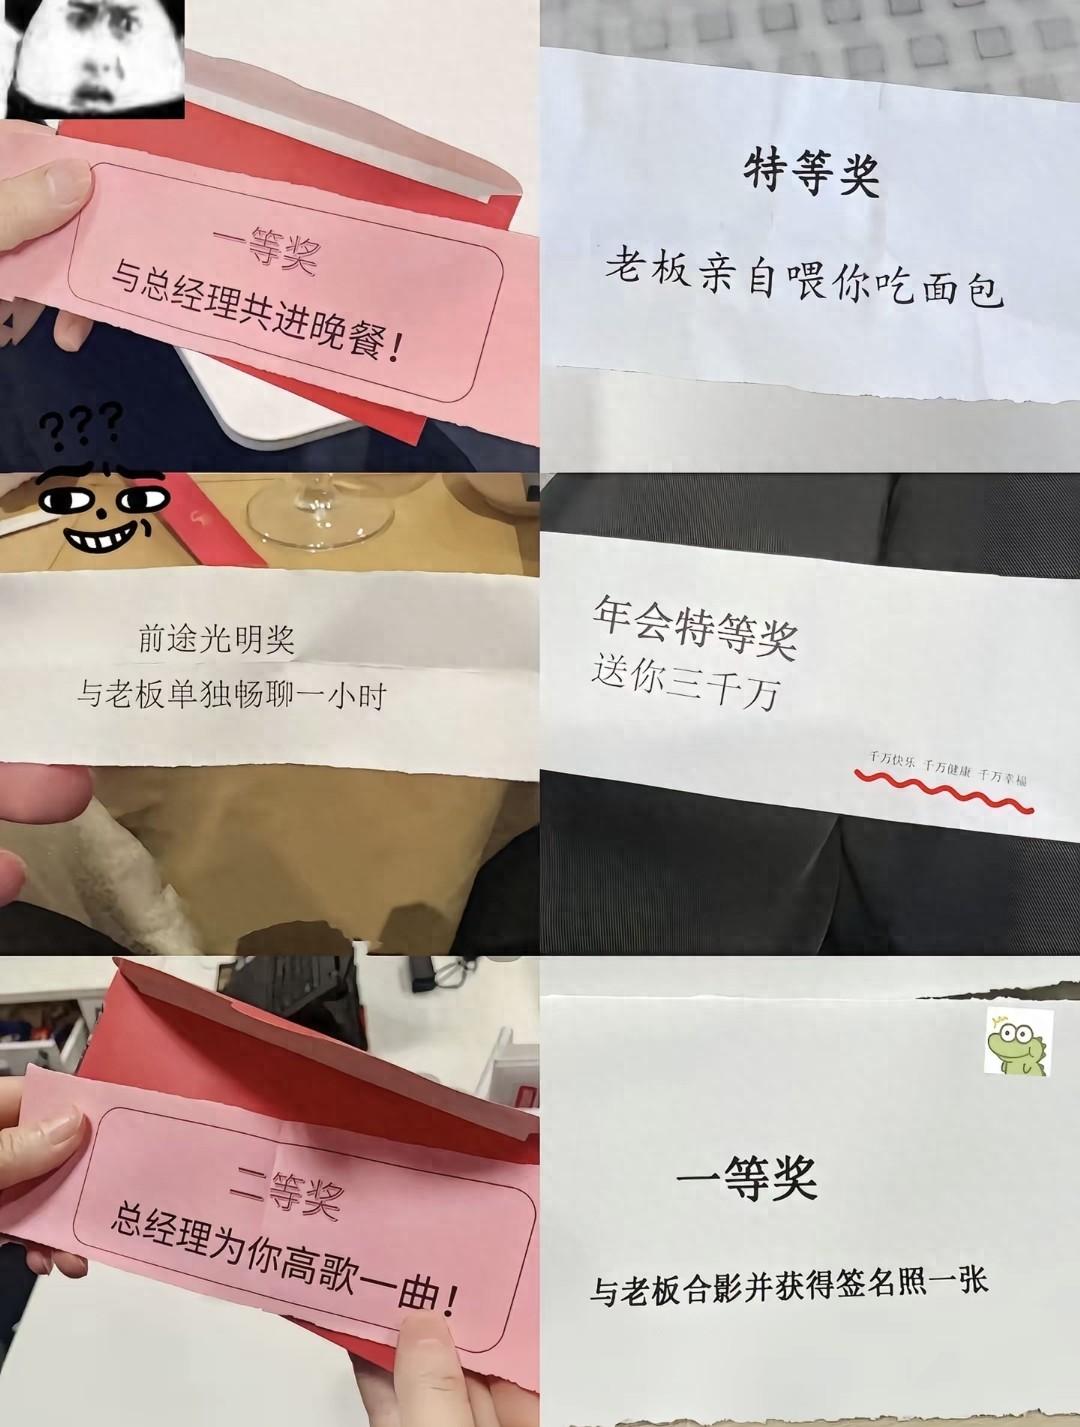 一等奖
与总经理共进晚餐！
特等奖
老板亲自喂你吃面包
???
前途光明奖
与老板单独畅聊一小时
年会特等奖
送你三千万
千万快乐 千万健康 千万幸福
二等奖
总经理为你高歌一曲！
一等奖
与老板合影并获得签名照一张